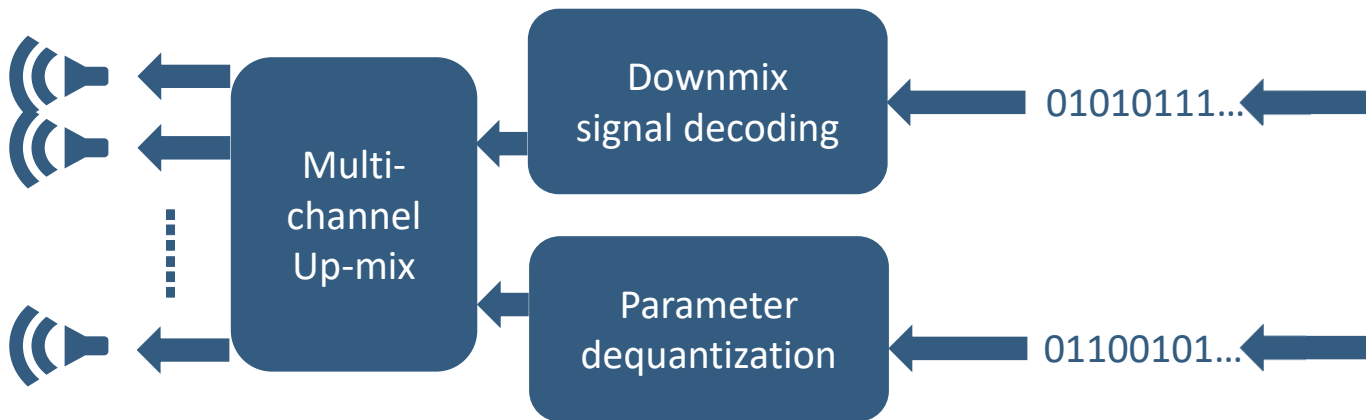 Downmix
signal decoding
01010111...
Multi-
channel
Up-mix
Parameter
dequantization
01100101...